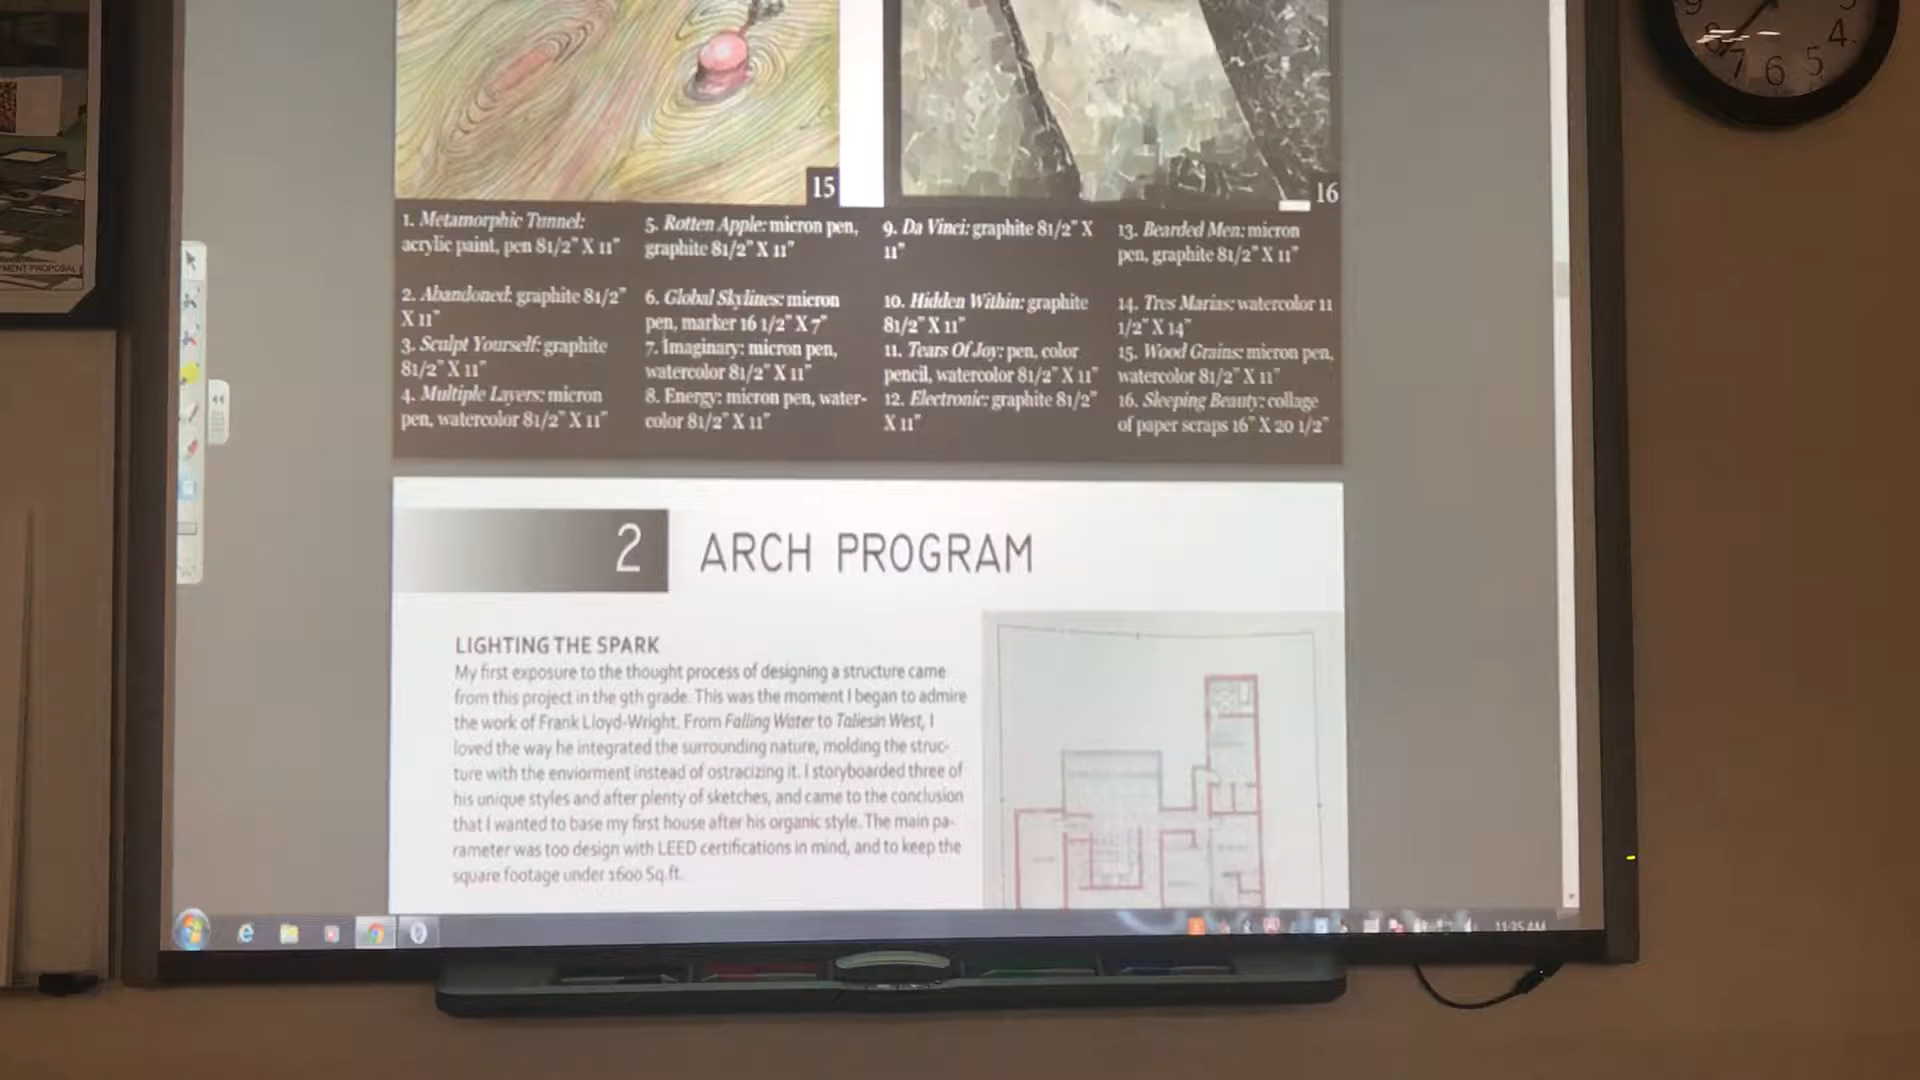 9
8
7
6
5
4
15
16
1. Metamorphic Tunnel:
acrylic paint, pen 81/2" X 11"
2. Abandoned: graphite 81/2"
X 11"
3. Sculpt Yourself: graphite
81/2" X 11"
4. Multiple Layers: micron
pen, watercolor 81/2" X 11"
5. Rotten Apple: micron pen,
graphite 81/2" X 11"
6. Global Skylines: micron
pen, marker 16 1/2" X 7"
7. Imaginary: micron pen,
watercolor 81/2" X 11"
8. Energy: micron pen, water-
color 81/2" X 11"
9. Da Vinci: graphite 81/2" X
11"
10. Hidden Within: graphite
81/2" X 11"
11. Tears Of Joy: pen, color
pencil, watercolor 81/2" X 11"
12. Electronic: graphite 81/2"
X 11"
13. Bearded Men: micron
pen, graphite 81/2" X 11"
14. Tres Marias: watercolor 11
1/2" X 14"
15. Wood Grains: micron pen,
watercolor 81/2" X 11"
16. Sleeping Beauty: collage
of paper scraps 16" X 20 1/2"
MENT PROPOSAL
2 ARCH PROGRAM
LIGHTING THE SPARK
My first exposure to the thought process of designing a structure came
from this project in the 9th grade. This was the moment I began to admire
the work of Frank Lloyd-Wright. From Falling Water to Taliesin West, I
loved the way he integrated the surrounding nature, molding the struc-
ture with the enviorment instead of ostracizing it. I storyboarded three of
his unique styles and after plenty of sketches, and came to the conclusion
that I wanted to base my first house after his organic style. The main pa-
rameter was too design with LEED certifications in mind, and to keep the
square footage under 1600 Sq.ft.
11:35 AM